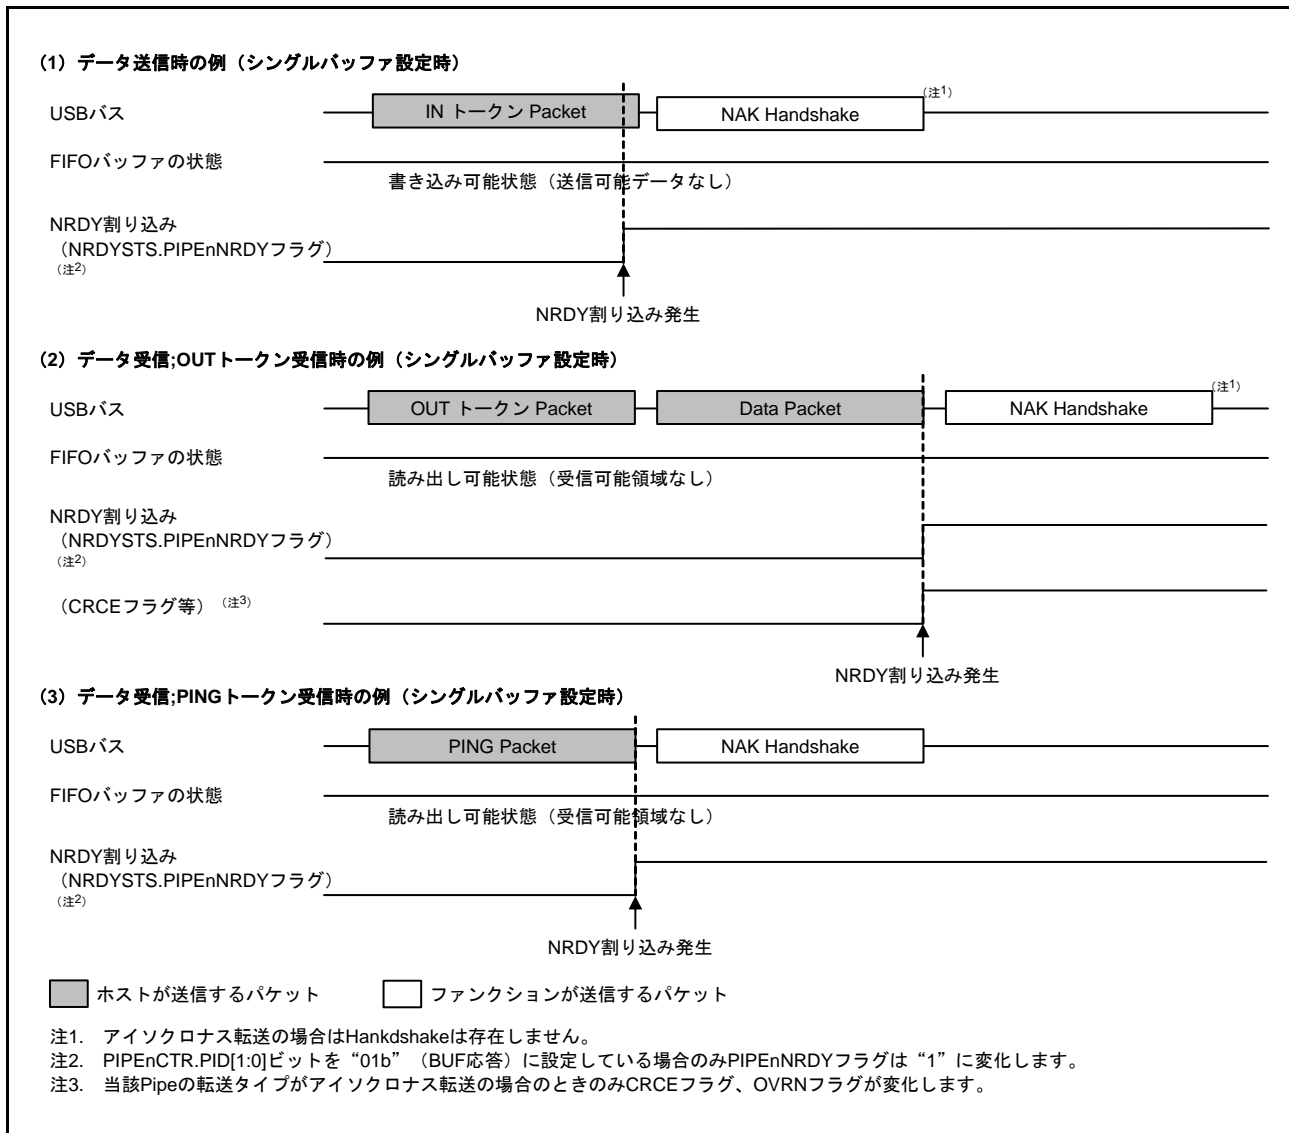 (1) データ送信時の例（シングルバッファ設定時）
USBバス
IN トークン Packet
NAK Handshake
（注1）
FIFOバッファの状態
書き込み可能状態（送信可能データなし）
NRDY割り込み
（NRDYSTS.PIPEnNRDYフラグ）
（注2）
NRDY割り込み発生
(2) データ受信;OUTトークン受信時の例（シングルバッファ設定時）
USBバス
OUT トークン Packet
Data Packet
NAK Handshake
（注1）
FIFOバッファの状態
読み出し可能状態（受信可能領域なし）
NRDY割り込み
（NRDYSTS.PIPEnNRDYフラグ）
（注2）
（CRCEフラグ等）（注3）
NRDY割り込み発生
(3) データ受信;PINGトークン受信時の例（シングルバッファ設定時）
USBバス
PING Packet
NAK Handshake
FIFOバッファの状態
読み出し可能状態（受信可能領域なし）
NRDY割り込み
（NRDYSTS.PIPEnNRDYフラグ）
（注2）
NRDY割り込み発生
ホストが送信するパケット
ファンクションが送信するパケット
注1. アイソクロナス転送の場合はHankdshakeは存在しません。
注2. PIPEnCTR.PID[1:0]ビットを“01b”（BUF応答）に設定している場合のみPIPEnNRDYフラグは“1”に変化します。
注3. 当該Pipeの転送タイプがアイソクロナス転送の場合のときのみCRCEフラグ、OVRNフラグが変化します。